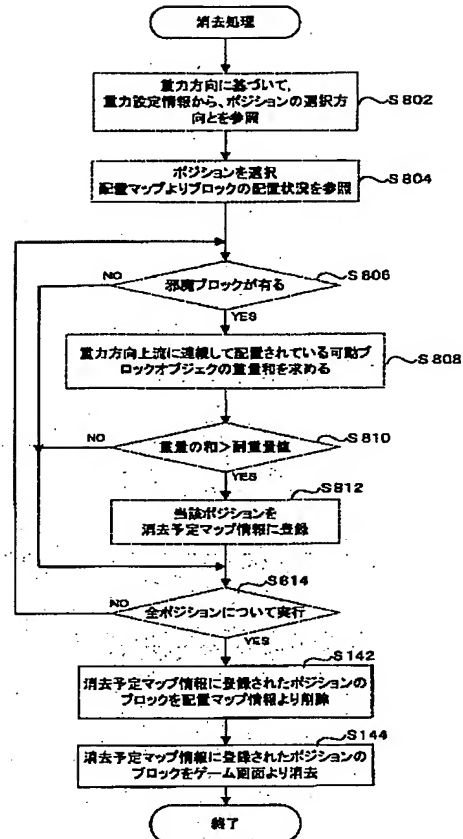 消去処理
重力方向に基づいて,
重力設定情報から、ポジションの選択方
向とを参照
S802
ポジションを選択
配置マップよりブロックの配置状況を参照
S804
NO
邪魔ブロックが有る
S806
YES
重力方向上流に連続して配置されている可動ブ
ロックオブジェクの重量和を求める
S808
NO
重量の和>耐重量値
S810
YES
S812
当該ポジションを
消去予定マップ情報に登録
S814
NO
全ポジションについて実行
YES
S142
消去予定マップ情報に登録されたポジションの
ブロックを配置マップ情報より削除
S144
消去予定マップ情報に登録されたポジションの
ブロックをゲーム画面より消去
終了